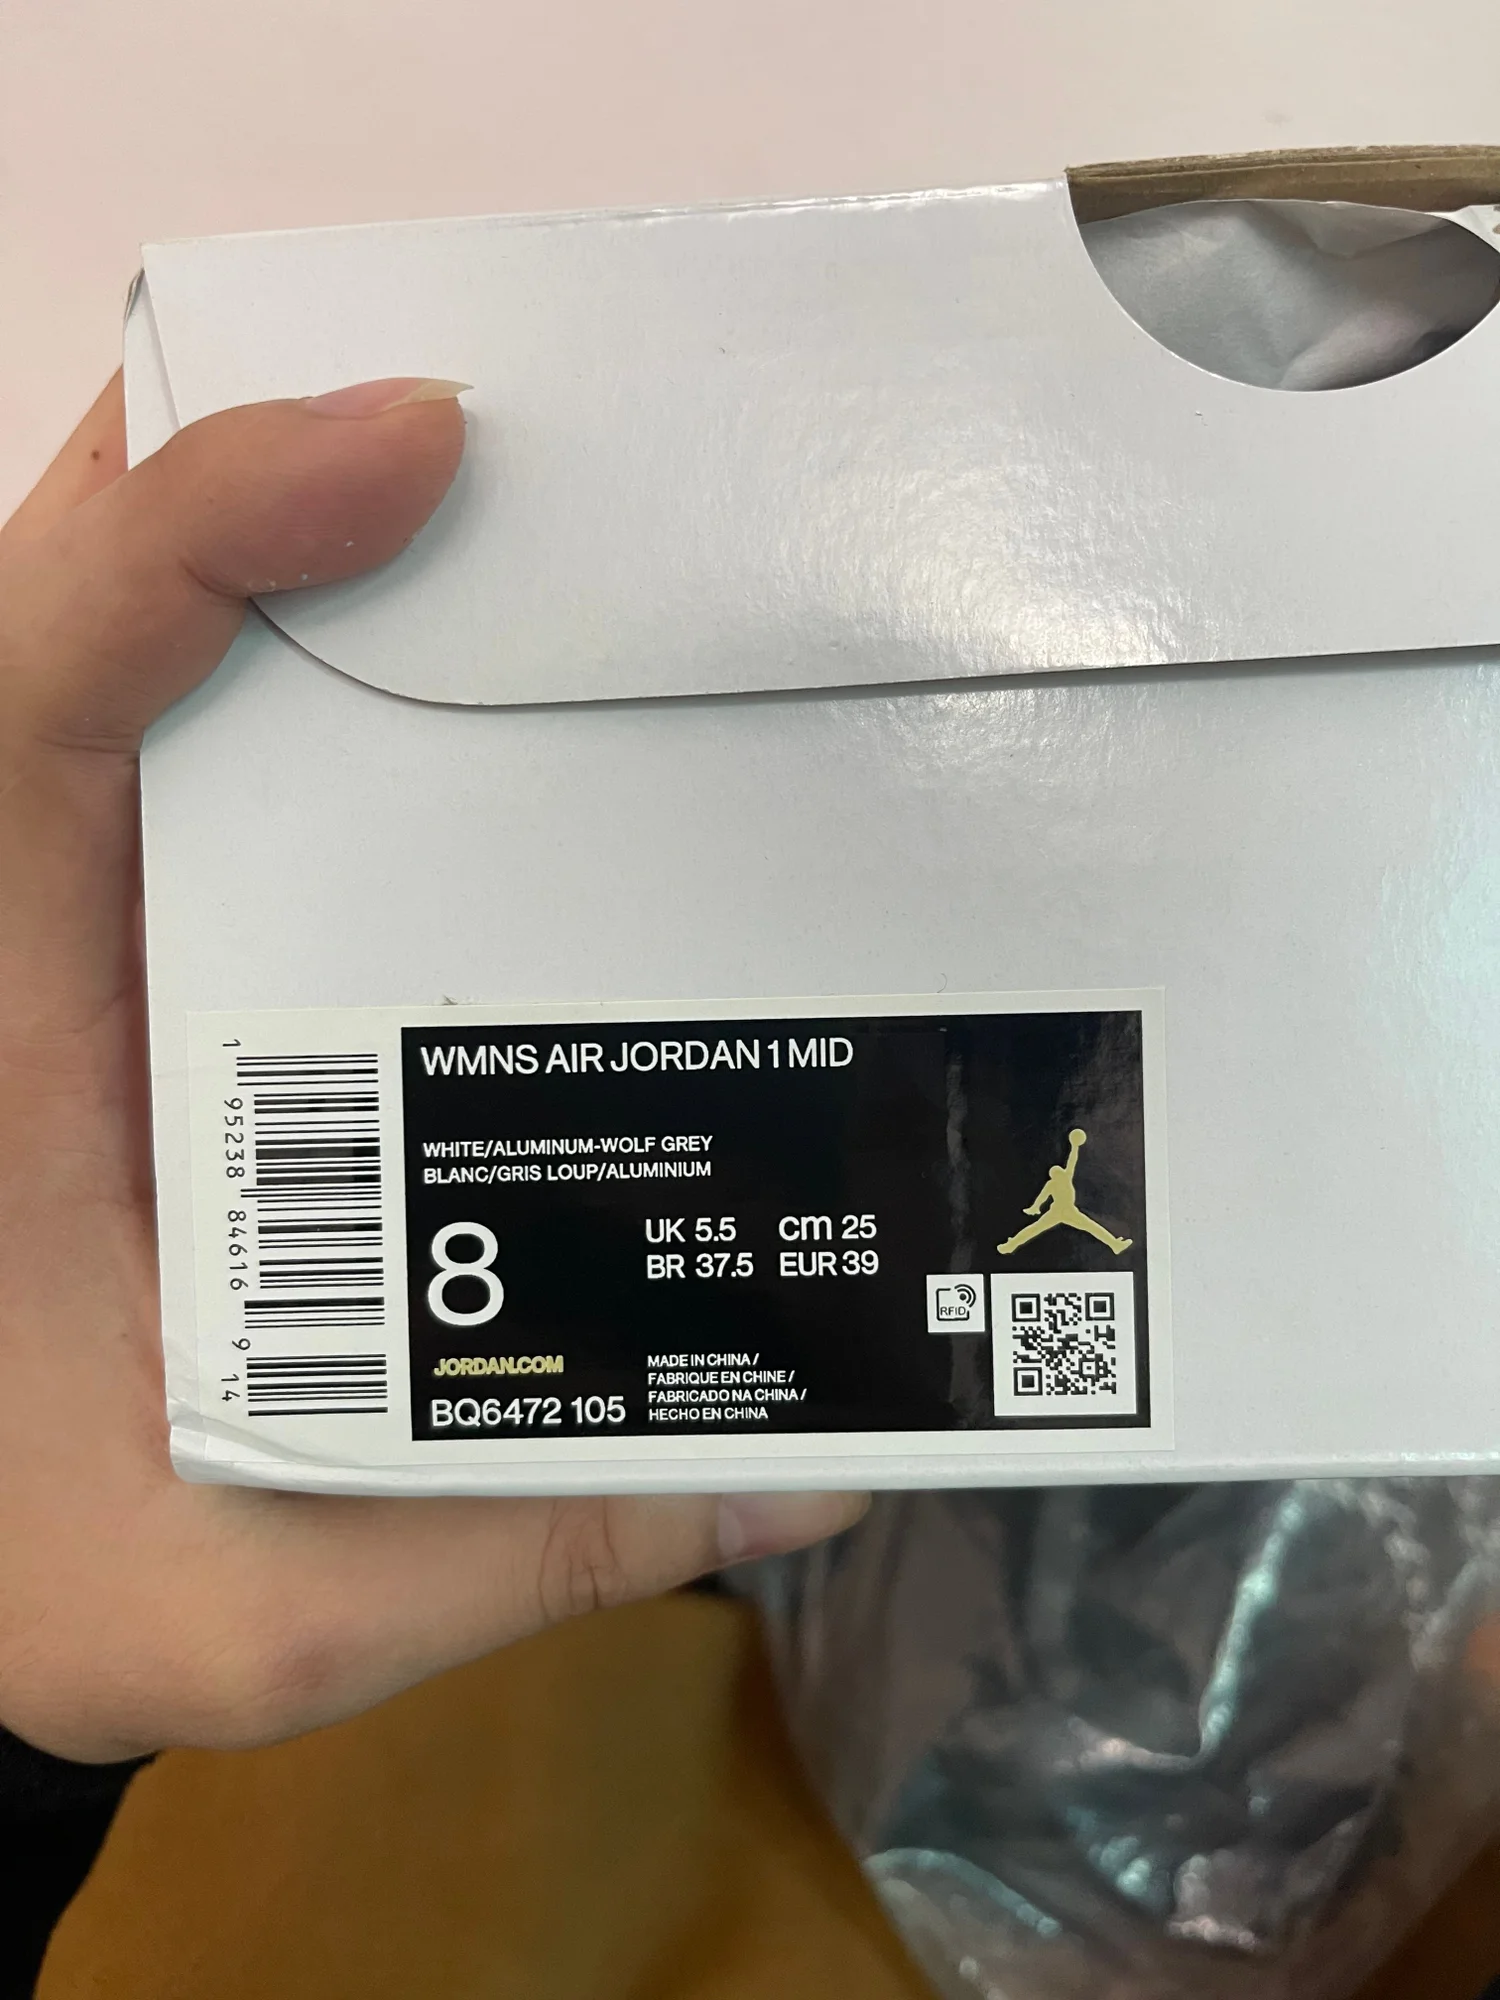 WMNS AIR JORDAN 1 MID
WHITE/ALUMINUM-WOLF GREY
BLANC/GRIS LOUP/ALUMINIUM
8
UK 5.5 cm 25
BR 37.5 EUR 39
JORDAN.COM
BQ6472 105
MADE IN CHINA /
FABRIQUE EN CHINE /
FABRICADO NA CHINA /
HECHO EN CHINA
RFID
1 95238 84616 9 14